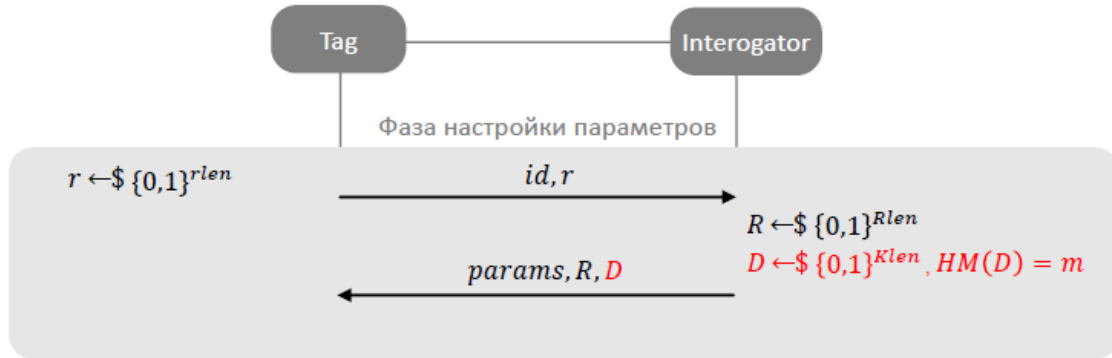 Tag
Interogator
Фаза настройки параметров
r ←$ {0,1}^rlen
id, r
R ←$ {0,1}^Rlen
D ←$ {0,1}^Klen , HM(D) = m
params, R, D